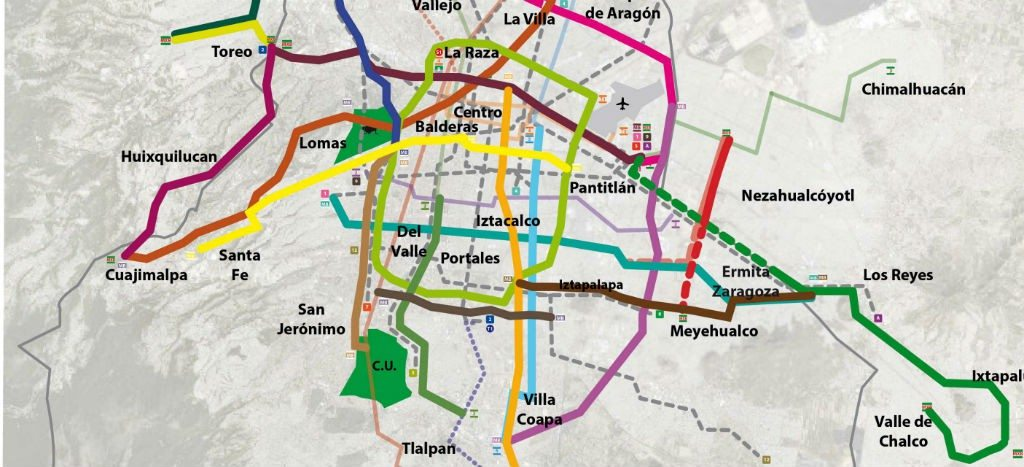 Vallejo
La Villa
de Aragón
Toreo
La Raza
Chimalhuacán
Centro
Balderas
Lomas
Huixquilucan
Pantitlán
Nezahualcóyotl
Iztacalco
Del
Valle
Portales
Santa
Fe
Cuajimalpa
Ermita
Zaragoza
Los Reyes
Iztapalapa
San
Jerónimo
Meyehualco
C.U.
Ixtapalu
Villa
Coapa
Valle de
Chalco
Tlalpan